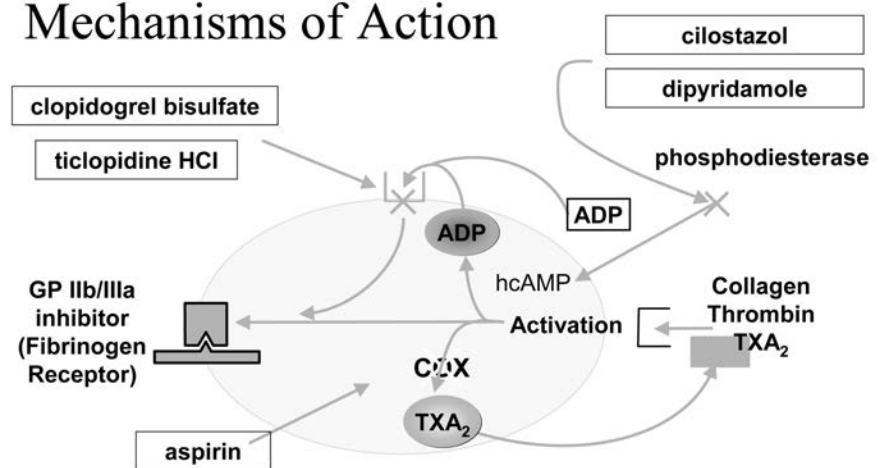 Mechanisms of Action
cilostazol
dipyridamole
clopidogrel bisulfate
ticlopidine HCl
phosphodiesterase
ADP
ADP
hcAMP
GP IIb/IIIa
inhibitor
(Fibrinogen
Receptor)
Activation
Collagen
Thrombin
TXA₂
COX
TXA₂
aspirin